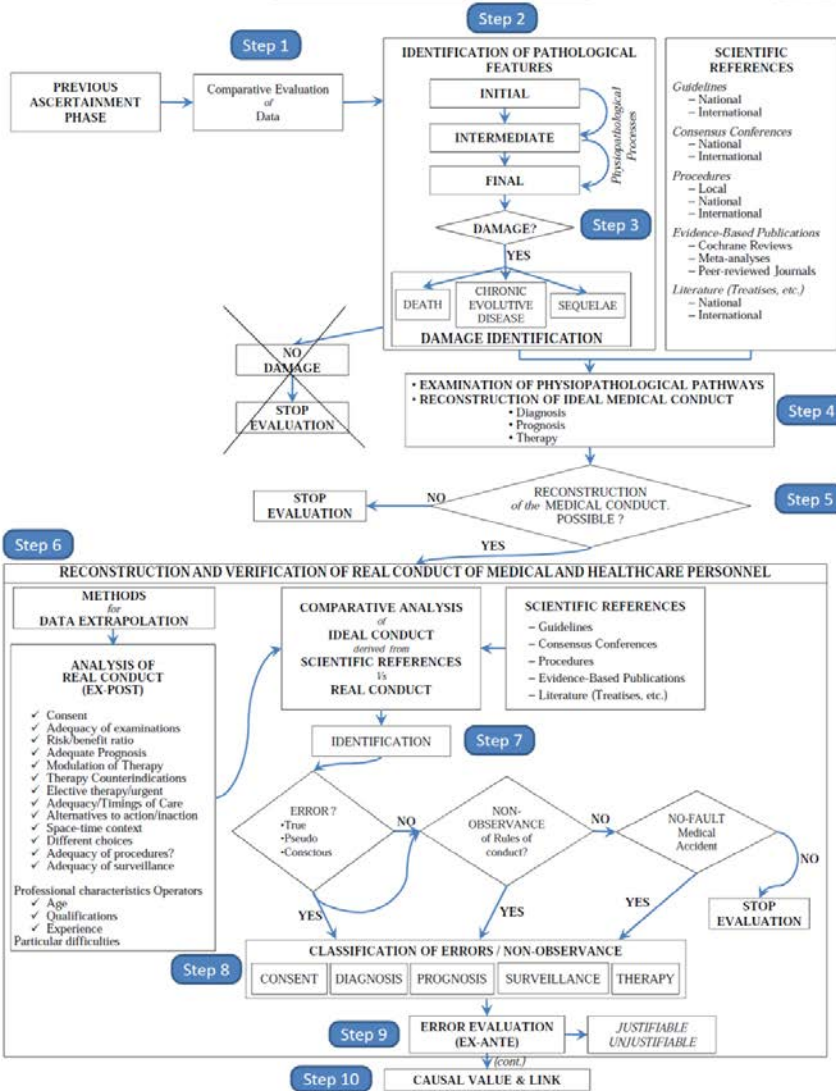 Step 1
Step 2
PREVIOUS
ASCERTAINMENT
PHASE
Comparative Evaluation
of
Data
IDENTIFICATION OF PATHOLOGICAL
FEATURES
INITIAL
INTERMEDIATE
FINAL
Physiopathological
Processes
DAMAGE?
Step 3
YES
DEATH
CHRONIC
EVOLUTIVE
DISEASE
SEQUELAE
DAMAGE IDENTIFICATION
SCIENTIFIC
REFERENCES
Guidelines
– National
– International
Consensus Conferences
– National
– International
Procedures
– Local
– National
– International
Evidence-Based Publications
– Cochrane Reviews
– Meta-analyses
– Peer-reviewed Journals
Literature (Treatises, etc.)
– National
– International
NO
DAMAGE
STOP
EVALUATION
• EXAMINATION OF PHYSIOPATHOLOGICAL PATHWAYS
• RECONSTRUCTION OF IDEAL MEDICAL CONDUCT
• Diagnosis
• Prognosis
• Therapy
Step 4
RECONSTRUCTION
of the MEDICAL CONDUCT.
POSSIBLE ?
Step 5
NO
STOP
EVALUATION
YES
Step 6
RECONSTRUCTION AND VERIFICATION OF REAL CONDUCT OF MEDICAL AND HEALTHCARE PERSONNEL
METHODS
for
DATA EXTRAPOLATION
ANALYSIS OF
REAL CONDUCT
(EX-POST)
✓ Consent
✓ Adequacy of examinations
✓ Risk/benefit ratio
✓ Adequate Prognosis
✓ Modulation of Therapy
✓ Therapy Counterindications
✓ Elective therapy/urgent
✓ Adequacy/Timings of Care
✓ Alternatives to action/inaction
✓ Space-time context
✓ Different choices
✓ Adequacy of procedures?
✓ Adequacy of surveillance
Professional characteristics Operators
✓ Age
✓ Qualifications
✓ Experience
Particular difficulties
COMPARATIVE ANALYSIS
of
IDEAL CONDUCT
derived from
SCIENTIFIC REFERENCES
Vs
REAL CONDUCT
SCIENTIFIC REFERENCES
– Guidelines
– Consensus Conferences
– Procedures
– Evidence-Based Publications
– Literature (Treatises, etc.)
IDENTIFICATION
Step 7
ERROR ?
•True
•Pseudo
•Conscious
NO
NON-
OBSERVANCE
of Rules of
conduct?
NO
NO-FAULT
Medical
Accident
NO
STOP
EVALUATION
YES
YES
YES
Step 8
CLASSIFICATION OF ERRORS / NON-OBSERVANCE
CONSENT
DIAGNOSIS
PROGNOSIS
SURVEILLANCE
THERAPY
Step 9
ERROR EVALUATION
(EX-ANTE)
JUSTIFIABLE
UNJUSTIFIABLE
(cont.)
Step 10
CAUSAL VALUE & LINK